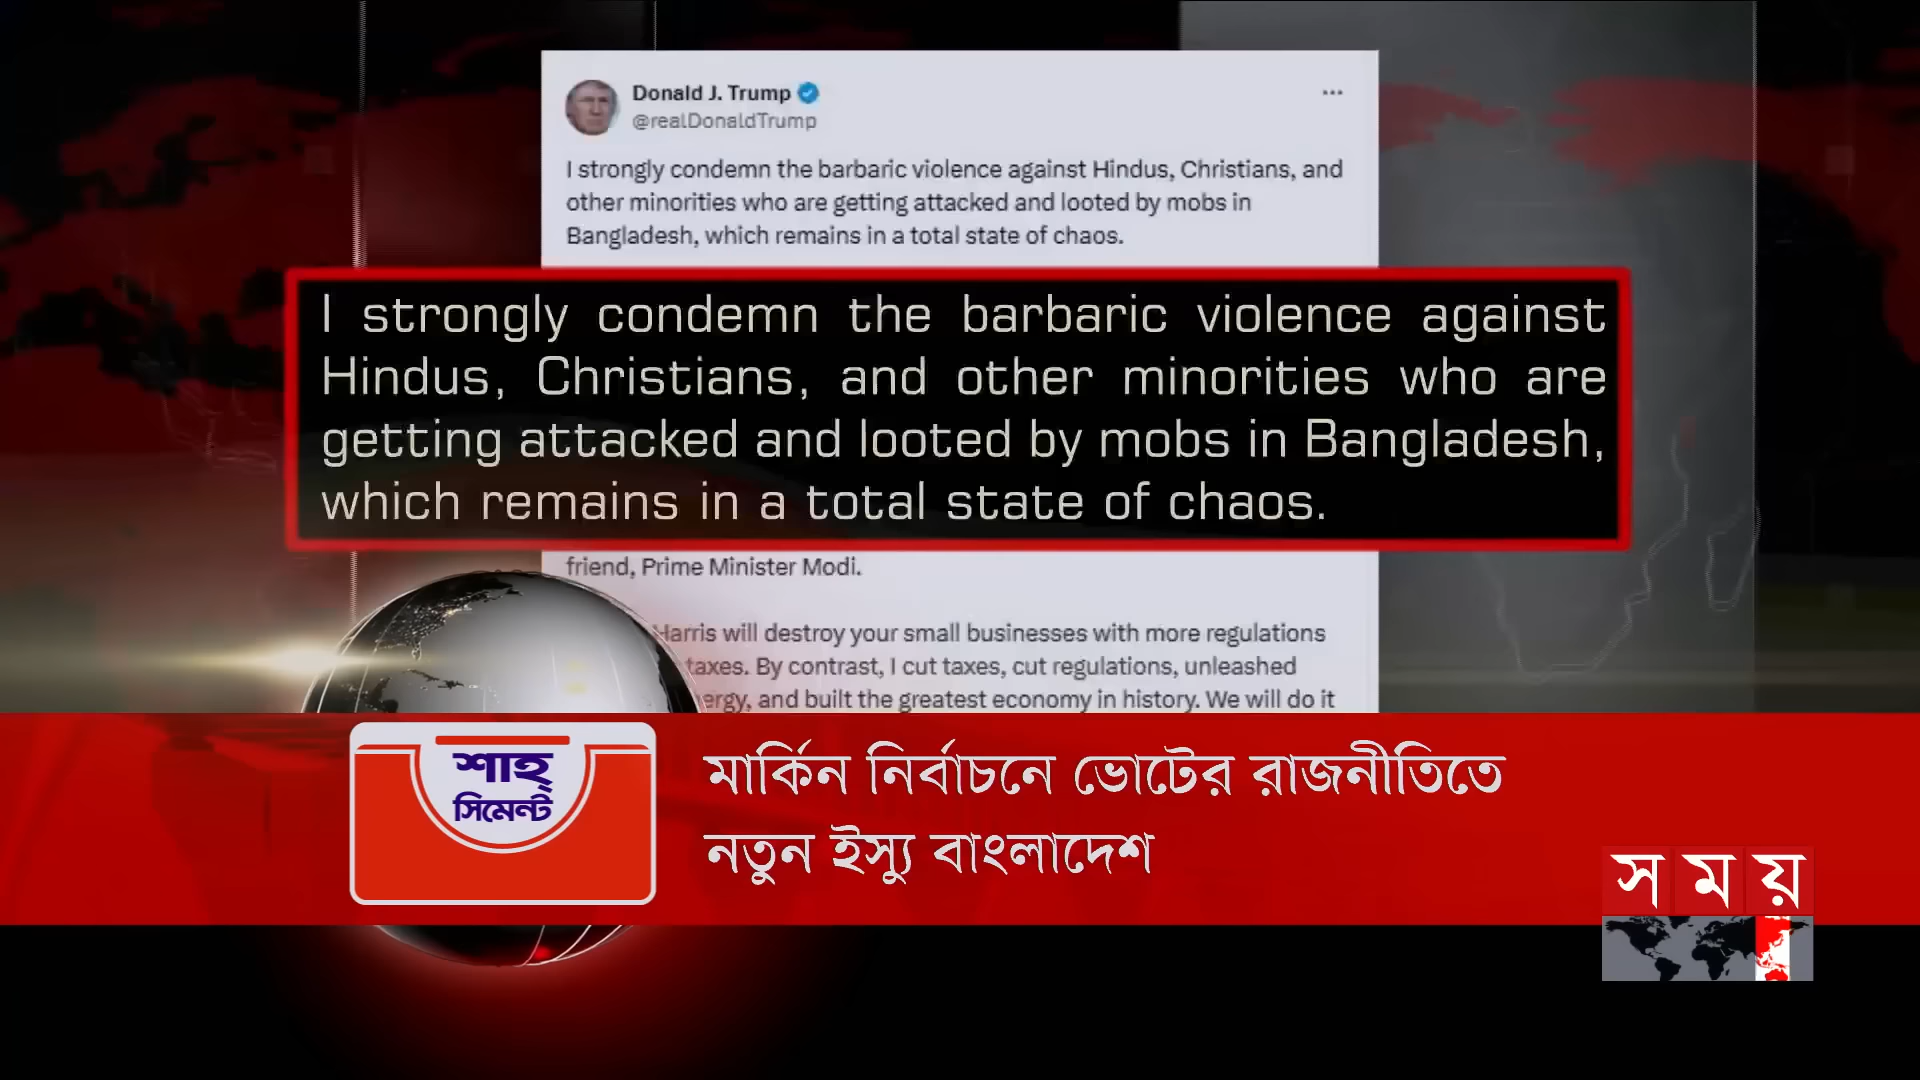 Donald J. Trump
@realDonaldTrump
I strongly condemn the barbaric violence against Hindus, Christians, and
other minorities who are getting attacked and looted by mobs in
Bangladesh, which remains in a total state of chaos.
I strongly condemn the barbaric violence against
Hindus, Christians, and other minorities who are
getting attacked and looted by mobs in Bangladesh,
which remains in a total state of chaos.
friend, Prime Minister Modi.
Harris will destroy your small businesses with more regulations
taxes. By contrast, I cut taxes, cut regulations, unleashed
and built the greatest economy in history. We will do it
শাহ্
সিমেন্ট
মার্কিন নির্বাচনে ভোটের রাজনীতিতে
নতুন ইস্যু বাংলাদেশ
সময়